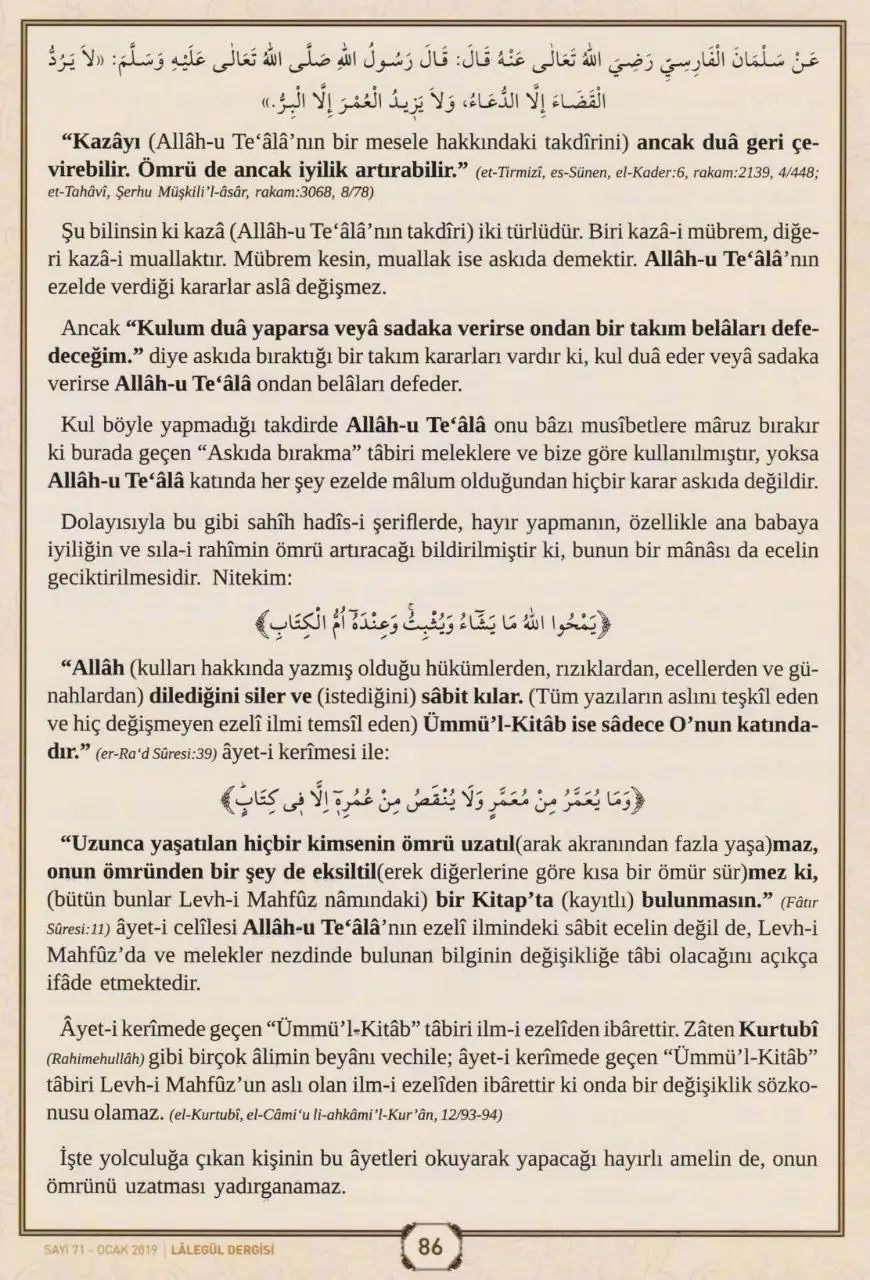 عَنْ سَلْمَانَ الْفَارِسِيِّ رَضِيَ اللّٰهُ تَعَالٰى عَنْهُ قَالَ: قَالَ رَسُولُ اللّٰهِ صَلَّى اللّٰهُ تَعَالٰى عَلَيْهِ وَسَلَّمَ: «لَا يَرُدُّ
الْقَضَاءَ إِلَّا الدُّعَاءُ، وَلَا يَزِيدُ الْعُمْرَ إِلَّا الْبِرُّ.»
“Kazâyı (Allâh-u Te‘âlâ’nın bir mesele hakkındaki takdîrini) ancak duâ geri çe-
virebilir. Ömrü de ancak iyilik artırabilir.” (et-Tirmizî, es-Sünen, el-Kader:6, rakam:2139, 4/448;
et-Tahâvî, Şerhu Müşkili’l-âsâr, rakam:3068, 8/78)
Şu bilinsin ki kazâ (Allâh-u Te‘âlâ’nın takdîri) iki türlüdür. Biri kazâ-i mübrem, diğe-
ri kazâ-i muallaktır. Mübrem kesin, muallak ise askıda demektir. Allâh-u Te‘âlâ’nın
ezelde verdiği kararlar aslâ değişmez.
Ancak “Kulum duâ yaparsa veyâ sadaka verirse ondan bir takım belâları defe-
deceğim.” diye askıda bıraktığı bir takım kararları vardır ki, kul duâ eder veyâ sadaka
verirse Allâh-u Te‘âlâ ondan belâları defeder.
Kul böyle yapmadığı takdirde Allâh-u Te‘âlâ onu bâzı musîbetlere mâruz bırakır
ki burada geçen “Askıda bırakma” tâbiri meleklere ve bize göre kullanılmıştır, yoksa
Allâh-u Te‘âlâ katında her şey ezelde mâlum olduğundan hiçbir karar askıda değildir.
Dolayısıyla bu gibi sahîh hadîs-i şeriflerde, hayır yapmanın, özellikle ana babaya
iyiliğin ve sıla-i rahîmin ömrü artıracağı bildirilmiştir ki, bunun bir mânâsı da ecelin
geciktirilmesidir. Nitekim:
﴿يَمْحُوا اللّٰهُ مَا يَشَٓاءُ وَيُثْبِتُۚ وَعِنْدَهُٓ اُمُّ الْكِتَابِ﴾
“Allâh (kulları hakkında yazmış olduğu hükümlerden, rızıklardan, ecellerden ve gü-
nahlardan) dilediğini siler ve (istediğini) sâbit kılar. (Tüm yazıların aslını teşkîl eden
ve hiç değişmeyen ezelî ilmi temsîl eden) Ümmü’l-Kitâb ise sâdece O’nun katında-
dır.” (er-Ra‘d Sûresi:39) âyet-i kerîmesi ile:
﴿وَمَا يُعَمَّرُ مِنْ مُعَمَّرٍ وَلَا يُنْقَصُ مِنْ عُمُرِه۪ٓ اِلَّا ف۪ي كِتَابٍۜ﴾
“Uzunca yaşatılan hiçbir kimsenin ömrü uzatıl(arak akranından fazla yaşa)maz,
onun ömründen bir şey de eksiltil(erek diğerlerine göre kısa bir ömür sür)mez ki,
(bütün bunlar Levh-i Mahfûz nâmındaki) bir Kitap’ta (kayıtlı) bulunmasın.” (Fâtır
Sûresi:11) âyet-i celîlesi Allâh-u Te‘âlâ’nın ezelî ilmindeki sâbit ecelin değil de, Levh-i
Mahfûz’da ve melekler nezdinde bulunan bilginin değişikliğe tâbi olacağını açıkça
ifâde etmektedir.
Âyet-i kerîmede geçen “Ümmü’l-Kitâb” tâbiri ilm-i ezelîden ibârettir. Zâten Kurtubî
(Rahimehullâh) gibi birçok âlimin beyânı vechile; âyet-i kerîmede geçen “Ümmü’l-Kitâb”
tâbiri Levh-i Mahfûz’un aslı olan ilm-i ezelîden ibârettir ki onda bir değişiklik sözko-
nusu olamaz. (el-Kurtubî, el-Câmi‘u li-ahkâmi’l-Kur’ân, 12/93-94)
İşte yolculuğa çıkan kişinin bu âyetleri okuyarak yapacağı hayırlı amelin de, onun
ömrünü uzatması yadırganamaz.
SAYI 71 - OCAK 2019 | LÂLEGÜL DERGİSİ
86